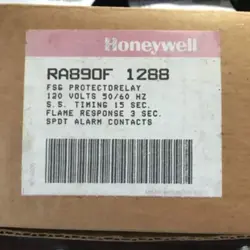 Honeywell
RA890F 1288
FSG PROTECTORELAY
120 VOLTS 50/60 HZ
S.S. TIMING 15 SEC.
FLAME RESPONSE 3 SEC.
SPDT ALARM CONTACTS